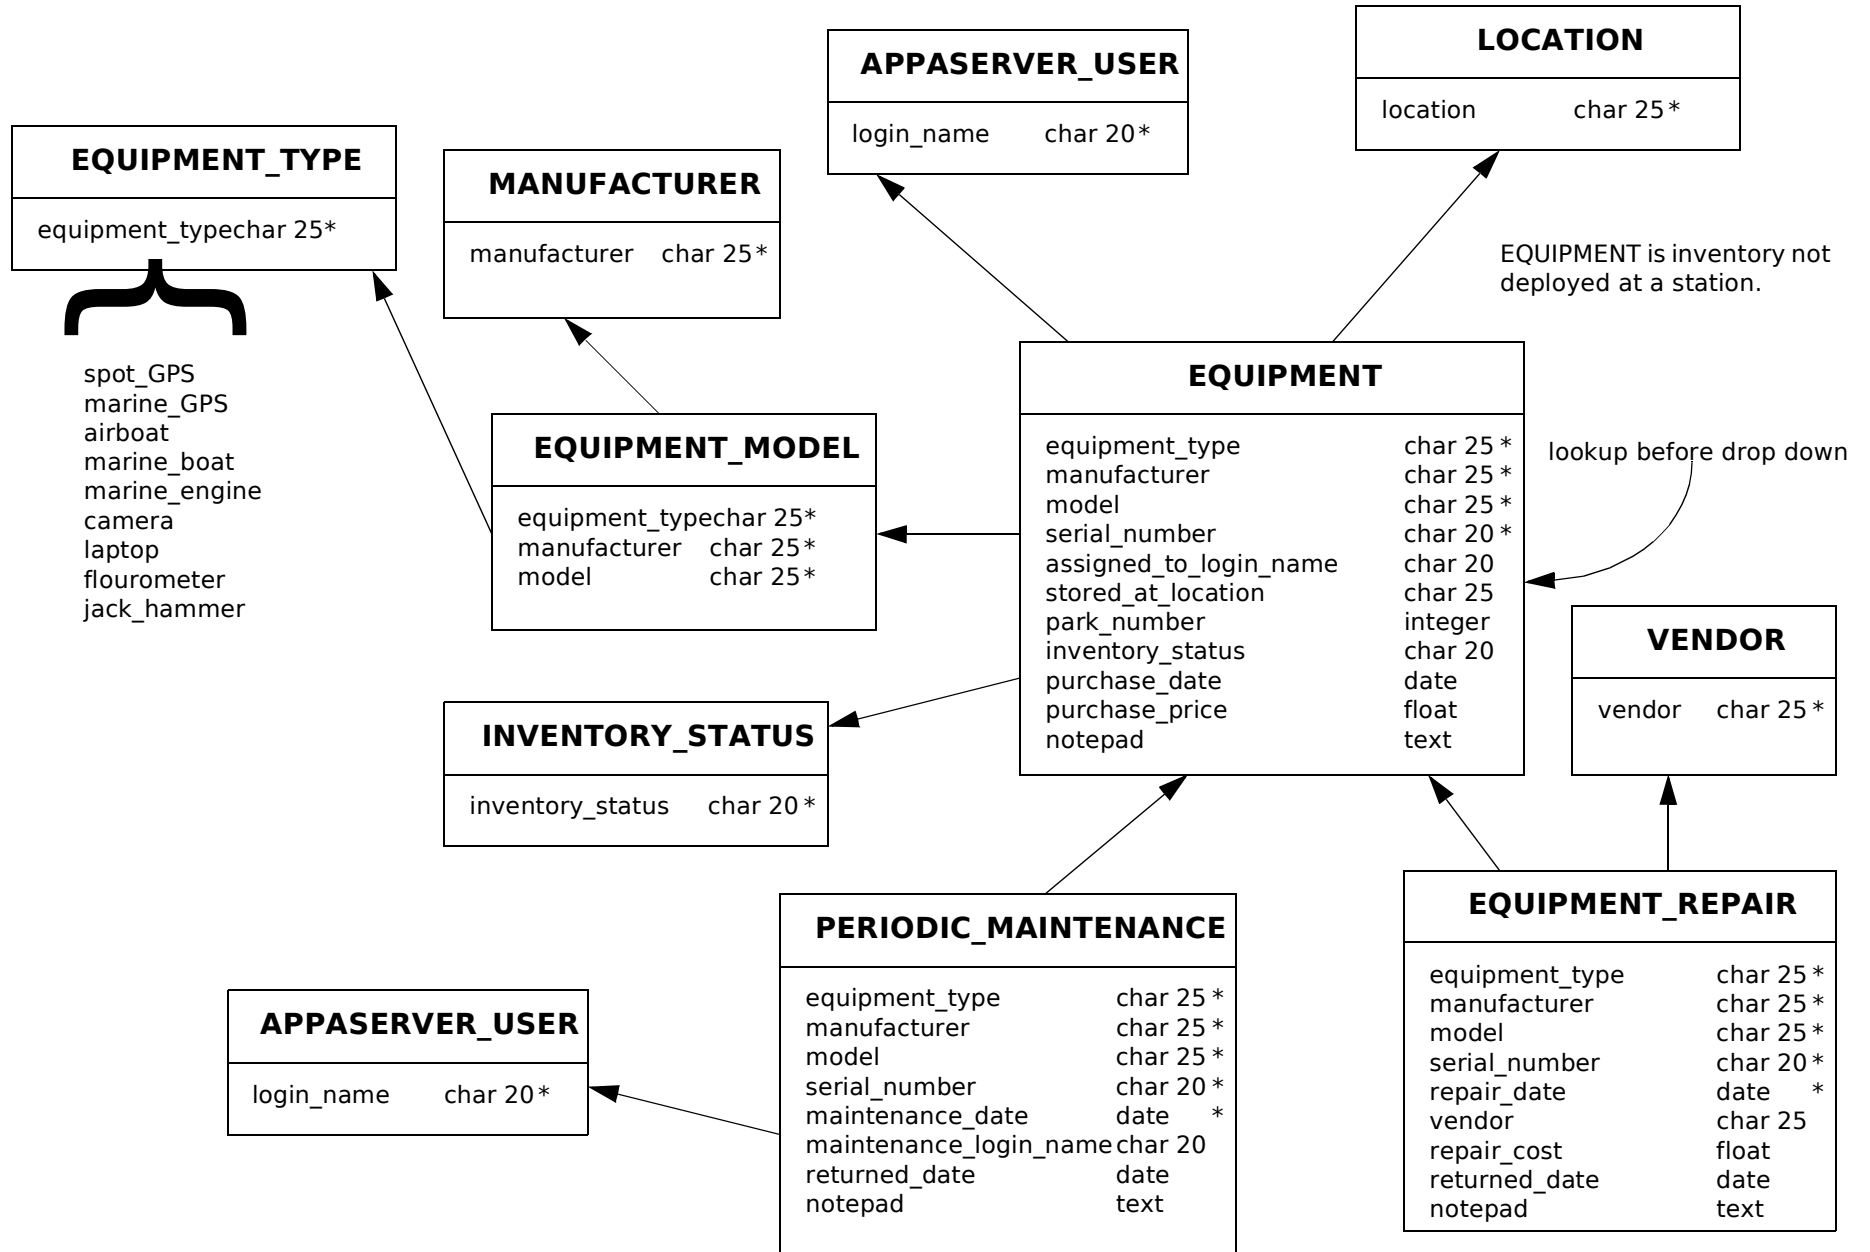 LOCATION
location char 25 *
APPASERVER_USER
login_name char 20 *
EQUIPMENT_TYPE
equipment_typechar 25*
spot_GPS
marine_GPS
airboat
marine_boat
marine_engine
camera
laptop
flourometer
jack_hammer
MANUFACTURER
manufacturer char 25 *
EQUIPMENT is inventory not
deployed at a station.
EQUIPMENT_MODEL
equipment_typechar 25*
manufacturer char 25*
model char 25*
EQUIPMENT
equipment_type char 25 *
manufacturer char 25 *
model char 25 *
serial_number char 20 *
assigned_to_login_name char 20
stored_at_location char 25
park_number integer
inventory_status char 20
purchase_date date
purchase_price float
notepad text
lookup before drop down
VENDOR
vendor char 25 *
INVENTORY_STATUS
inventory_status char 20 *
PERIODIC_MAINTENANCE
equipment_type char 25 *
manufacturer char 25 *
model char 25 *
serial_number char 20 *
maintenance_date date *
maintenance_login_name char 20
returned_date date
notepad text
EQUIPMENT_REPAIR
equipment_type char 25 *
manufacturer char 25 *
model char 25 *
serial_number char 20 *
repair_date date *
vendor char 25
repair_cost float
returned_date date
notepad text
APPASERVER_USER
login_name char 20 *